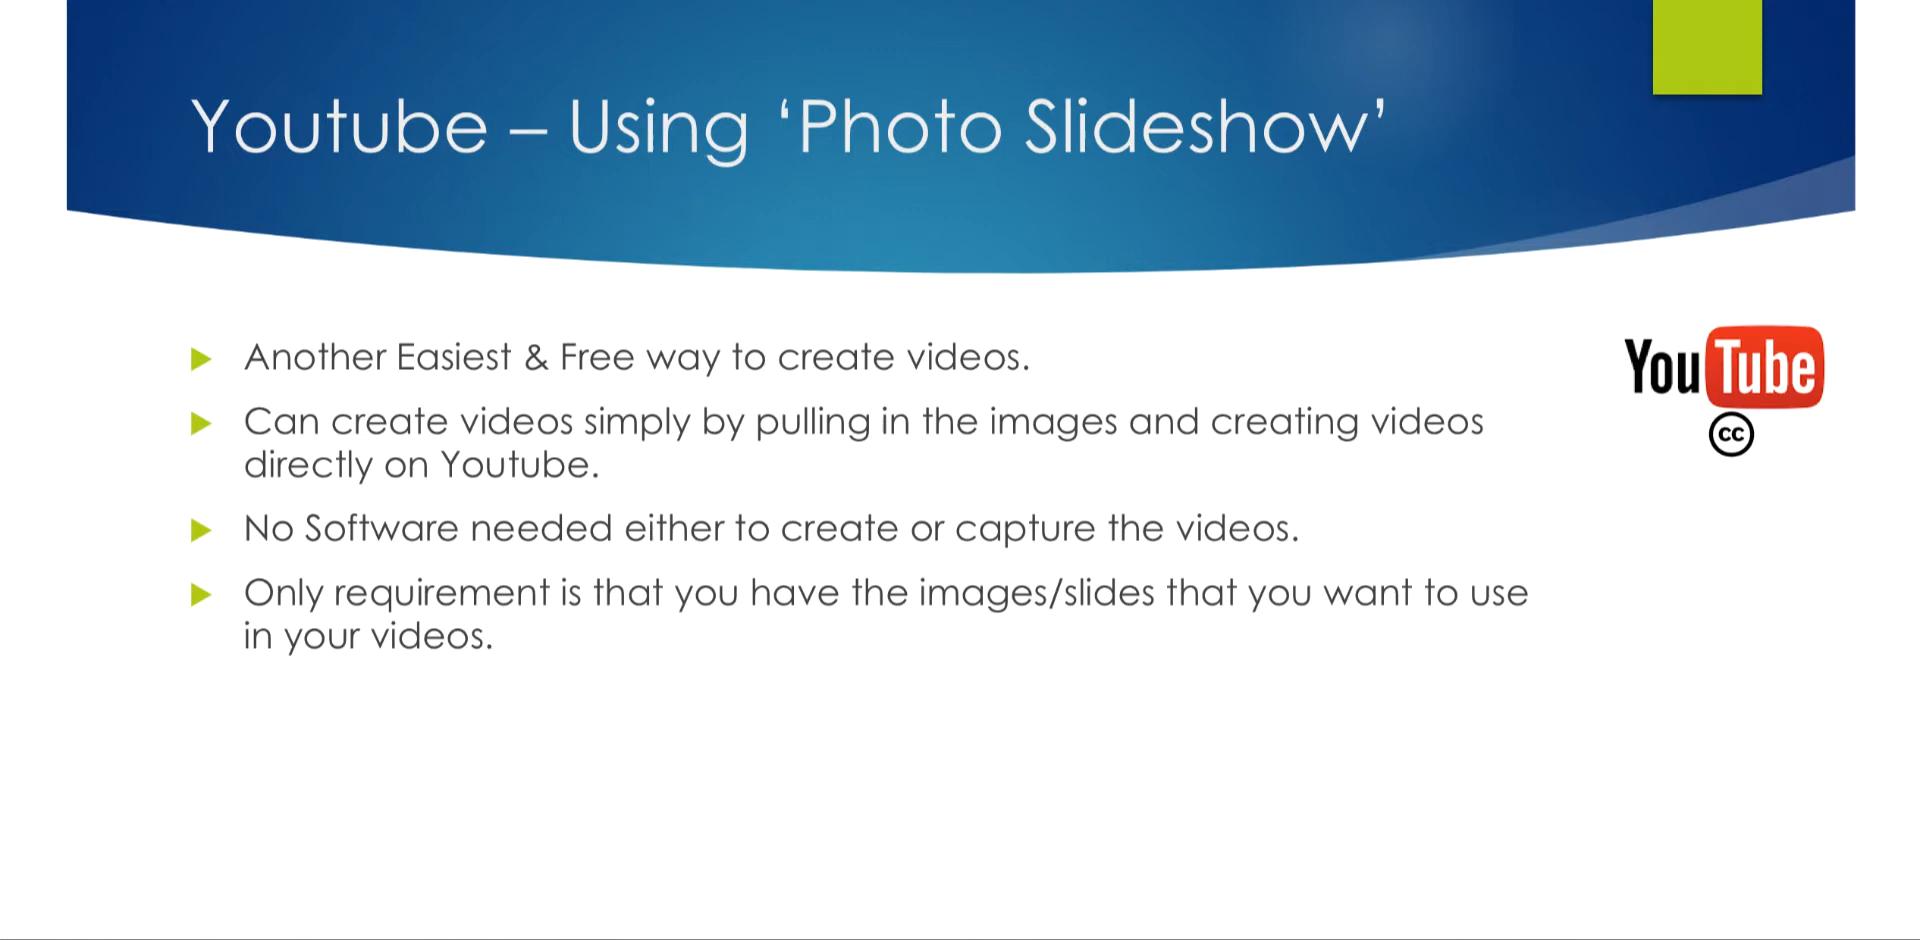 Youtube – Using ‘Photo Slideshow’
Another Easiest & Free way to create videos.
Can create videos simply by pulling in the images and creating videos
directly on Youtube.
No Software needed either to create or capture the videos.
Only requirement is that you have the images/slides that you want to use
in your videos.
YouTube
cc